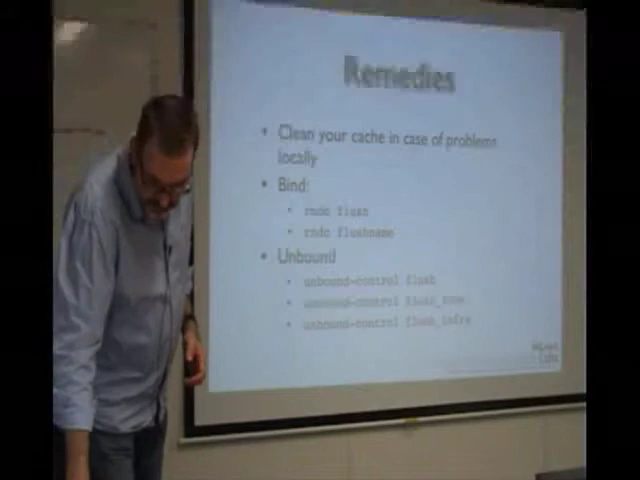 Remedies
• Clean your cache in case of problems
locally
• Bind:
• rndc flush
• rndc flushname
• Unbound
• unbound-control flush
• unbound-control flush_zone
• unbound-control flush_infra
Labs